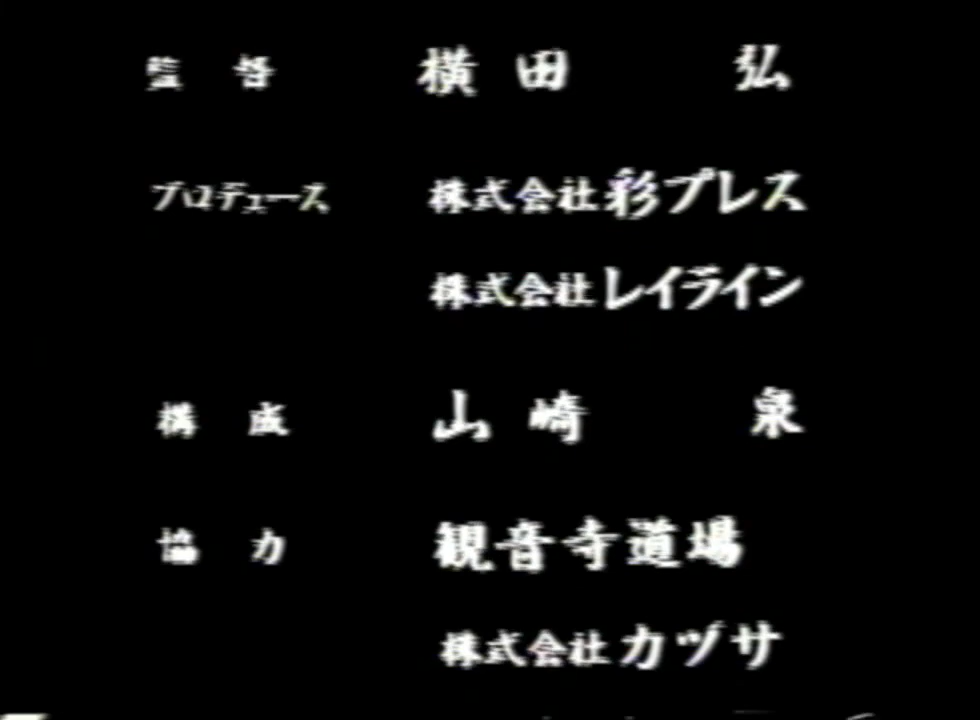 監督 横田 弘
プロデュース 株式会社彩プレス
株式会社レイライン
構成 山崎 泉
協力 観音寺道場
株式会社カヅサ